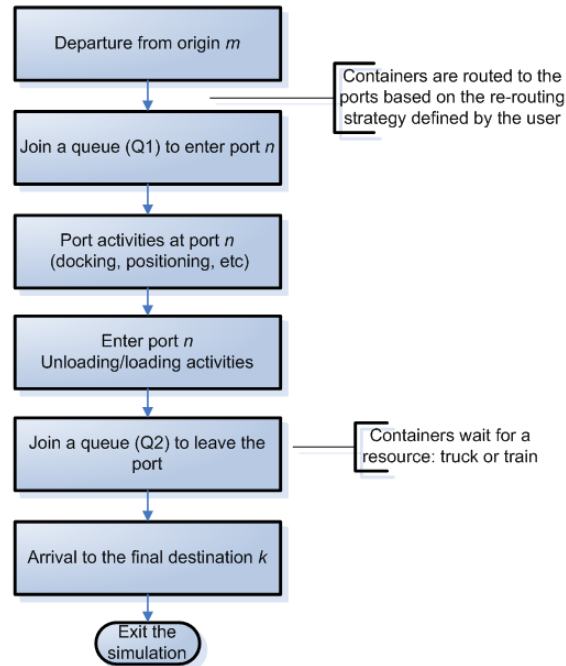 Departure from origin m
Containers are routed to the
ports based on the re-routing
strategy defined by the user
Join a queue (Q1) to enter port n
Port activities at port n
(docking, positioning, etc)
Enter port n
Unloading/loading activities
Join a queue (Q2) to leave the
port
Containers wait for a
resource: truck or train
Arrival to the final destination k
Exit the
simulation